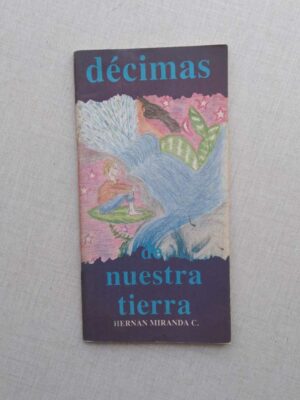 décimas
de
nuestra
tierra
HERNAN MIRANDA C.